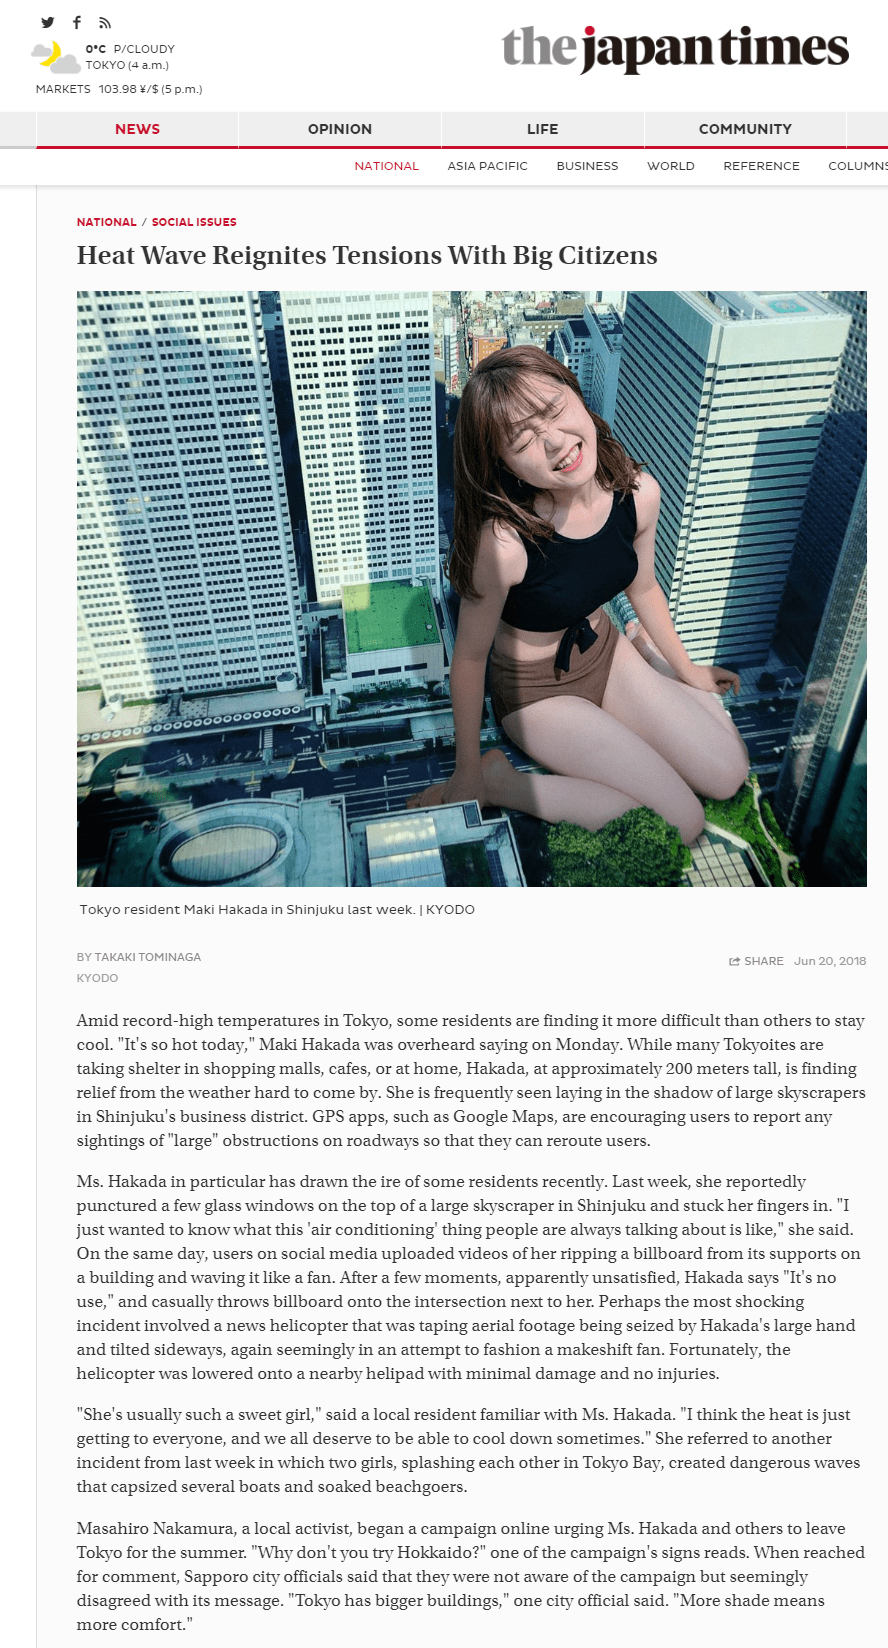 0°C P/CLOUDY
TOKYO (4 a.m.)
MARKETS 103.98 ¥/$ (5 p.m.)
the japan times
NEWS OPINION LIFE COMMUNITY
NATIONAL ASIA PACIFIC BUSINESS WORLD REFERENCE COLUMNS
NATIONAL / SOCIAL ISSUES
Heat Wave Reignites Tensions With Big Citizens
Tokyo resident Maki Hakada in Shinjuku last week. | KYODO
BY TAKAKI TOMINAGA
KYODO
SHARE Jun 20, 2018
Amid record-high temperatures in Tokyo, some residents are finding it more difficult than others to stay
cool. "It's so hot today," Maki Hakada was overheard saying on Monday. While many Tokyoites are
taking shelter in shopping malls, cafes, or at home, Hakada, at approximately 200 meters tall, is finding
relief from the weather hard to come by. She is frequently seen laying in the shadow of large skyscrapers
in Shinjuku's business district. GPS apps, such as Google Maps, are encouraging users to report any
sightings of "large" obstructions on roadways so that they can reroute users.
Ms. Hakada in particular has drawn the ire of some residents recently. Last week, she reportedly
punctured a few glass windows on the top of a large skyscraper in Shinjuku and stuck her fingers in. "I
just wanted to know what this 'air conditioning' thing people are always talking about is like," she said.
On the same day, users on social media uploaded videos of her ripping a billboard from its supports on
a building and waving it like a fan. After a few moments, apparently unsatisfied, Hakada says "It's no
use," and casually throws billboard onto the intersection next to her. Perhaps the most shocking
incident involved a news helicopter that was taping aerial footage being seized by Hakada's large hand
and tilted sideways, again seemingly in an attempt to fashion a makeshift fan. Fortunately, the
helicopter was lowered onto a nearby helipad with minimal damage and no injuries.
"She's usually such a sweet girl," said a local resident familiar with Ms. Hakada. "I think the heat is just
getting to everyone, and we all deserve to be able to cool down sometimes." She referred to another
incident from last week in which two girls, splashing each other in Tokyo Bay, created dangerous waves
that capsized several boats and soaked beachgoers.
Masahiro Nakamura, a local activist, began a campaign online urging Ms. Hakada and others to leave
Tokyo for the summer. "Why don't you try Hokkaido?" one of the campaign's signs reads. When reached
for comment, Sapporo city officials said that they were not aware of the campaign but seemingly
disagreed with its message. "Tokyo has bigger buildings," one city official said. "More shade means
more comfort."